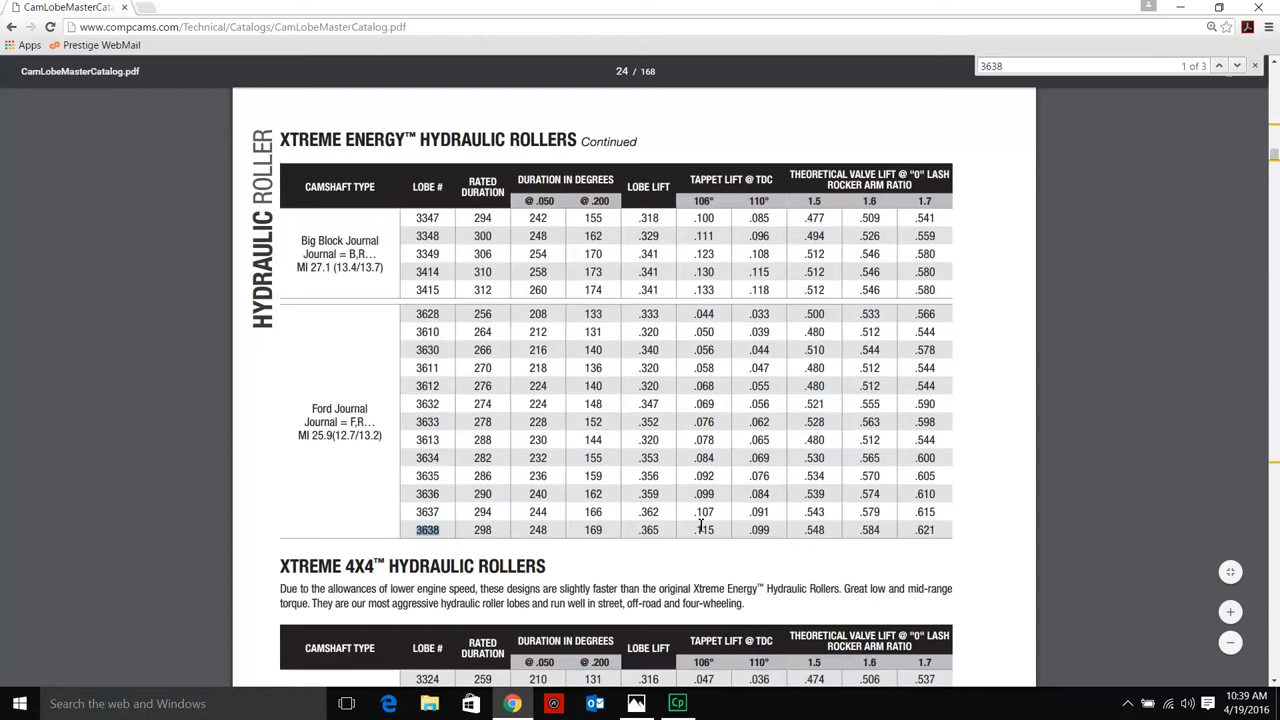 CamLobeMasterCatalog.pdf
www.compcams.com/Technical/Catalogs/CamLobeMasterCatalog.pdf
Apps Prestige WebMail
CamLobeMasterCatalog.pdf
24 / 168
3638 1 of 3
HYDRAULIC ROLLER
XTREME ENERGY™ HYDRAULIC ROLLERS Continued
CAMSHAFT TYPE LOBE # RATED DURATION DURATION IN DEGREES LOBE LIFT TAPPET LIFT @ TDC THEORETICAL VALVE LIFT @ "0" LASH ROCKER ARM RATIO
@ .050 @ .200 106° 110° 1.5 1.6 1.7
Big Block Journal
Journal = B,R…
MI 27.1 (13.4/13.7)
3347 294 242 155 .318 .100 .085 .477 .509 .541
3348 300 248 162 .329 .111 .096 .494 .526 .559
3349 306 254 170 .341 .123 .108 .512 .546 .580
3414 310 258 173 .341 .130 .115 .512 .546 .580
3415 312 260 174 .341 .133 .118 .512 .546 .580
Ford Journal
Journal = F,R…
MI 25.9(12.7/13.2)
3628 256 208 133 .333 .044 .033 .500 .533 .566
3610 264 212 131 .320 .050 .039 .480 .512 .544
3630 266 216 140 .340 .056 .044 .510 .544 .578
3611 270 218 136 .320 .058 .047 .480 .512 .544
3612 276 224 140 .320 .068 .055 .480 .512 .544
3632 274 224 148 .347 .069 .056 .521 .555 .590
3633 278 228 152 .352 .076 .062 .528 .563 .598
3613 288 230 144 .320 .078 .065 .480 .512 .544
3634 282 232 155 .353 .084 .069 .530 .565 .600
3635 286 236 159 .356 .092 .076 .534 .570 .605
3636 290 240 162 .359 .099 .084 .539 .574 .610
3637 294 244 166 .362 .107 .091 .543 .579 .615
3638 298 248 169 .365 .115 .099 .548 .584 .621
XTREME 4X4™ HYDRAULIC ROLLERS
Due to the allowances of lower engine speed, these designs are slightly faster than the original Xtreme Energy™ Hydraulic Rollers. Great low and mid-range
torque. They are our most aggressive hydraulic roller lobes and run well in street, off-road and four-wheeling.
CAMSHAFT TYPE LOBE # RATED DURATION DURATION IN DEGREES LOBE LIFT TAPPET LIFT @ TDC THEORETICAL VALVE LIFT @ "0" LASH ROCKER ARM RATIO
@ .050 @ .200 106° 110° 1.5 1.6 1.7
3324 259 210 131 .316 .047 .036 .474 .506 .537
Search the web and Windows
Cp
10:39 AM
4/19/2016